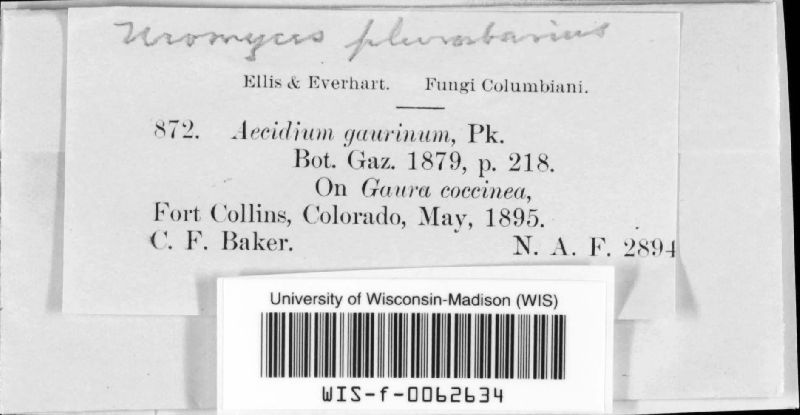 Uromyces plumbarius
Ellis & Everhart. Fungi Columbiani.
872. Aecidium gaurinum, Pk.
Bot. Gaz. 1879, p. 218.
On Gaura coccinea,
Fort Collins, Colorado, May, 1895.
C. F. Baker. N. A. F. 2894
University of Wisconsin-Madison (WIS)
WIS-f-0062634